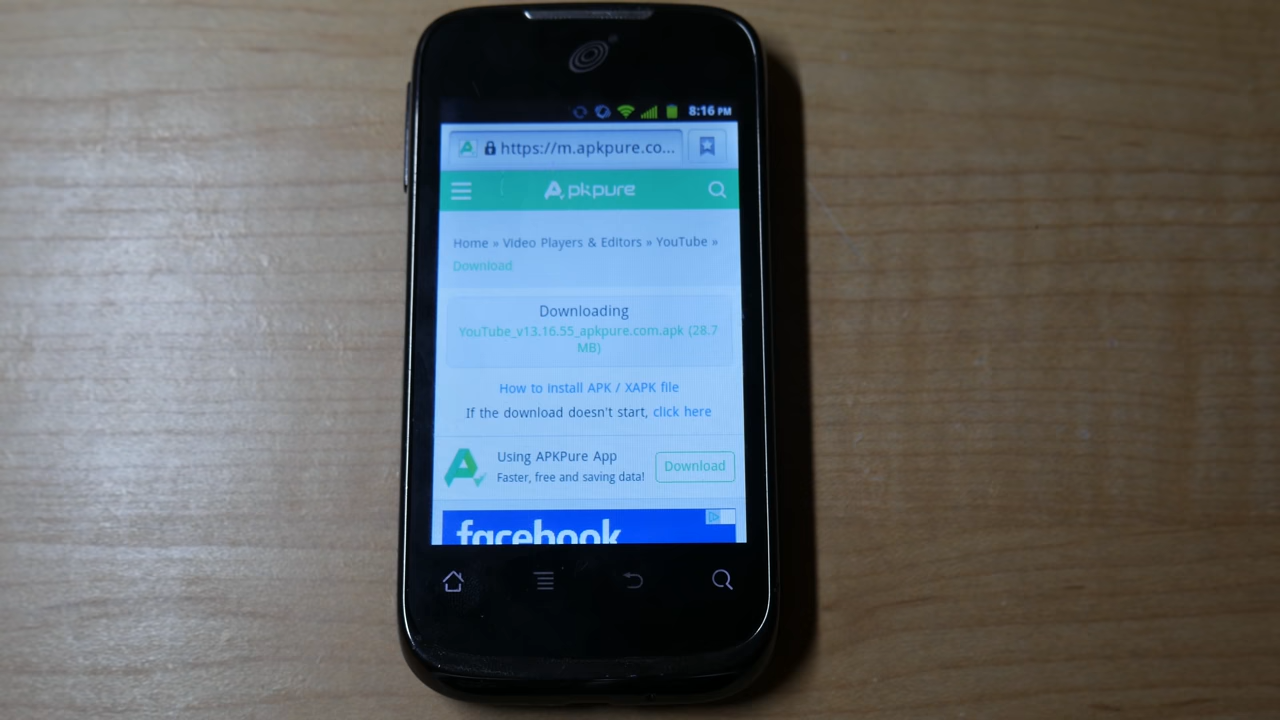 8:16 PM
https://m.apkpure.co...
Apkpure
Home » Video Players & Editors » YouTube »
Download
Downloading
YouTube_v13.16.55_apkpure.com.apk (28.7
MB)
How to install APK / XAPK file
If the download doesn't start, click here
Using APKPure App
Faster, free and saving data!
Download
facebook